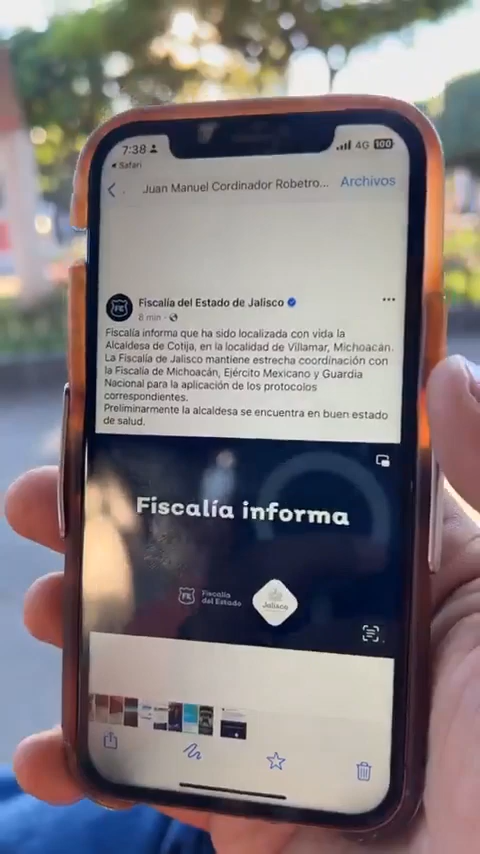 7:38
4G
100
Safari
Juan Manuel Cordinador Robetro...
Archivos
Fiscalía del Estado de Jalisco
8 min
Fiscalía informa que ha sido localizada con vida la
Alcaldesa de Cotija, en la localidad de Villamar, Michoacán.
La Fiscalía de Jalisco mantiene estrecha coordinación con
la Fiscalía de Michoacán, Ejército Mexicano y Guardia
Nacional para la aplicación de los protocolos
correspondientes.
Preliminarmente la alcaldesa se encuentra en buen estado
de salud.
Fiscalía informa
FE
Fiscalía
del Estado
Jalisco